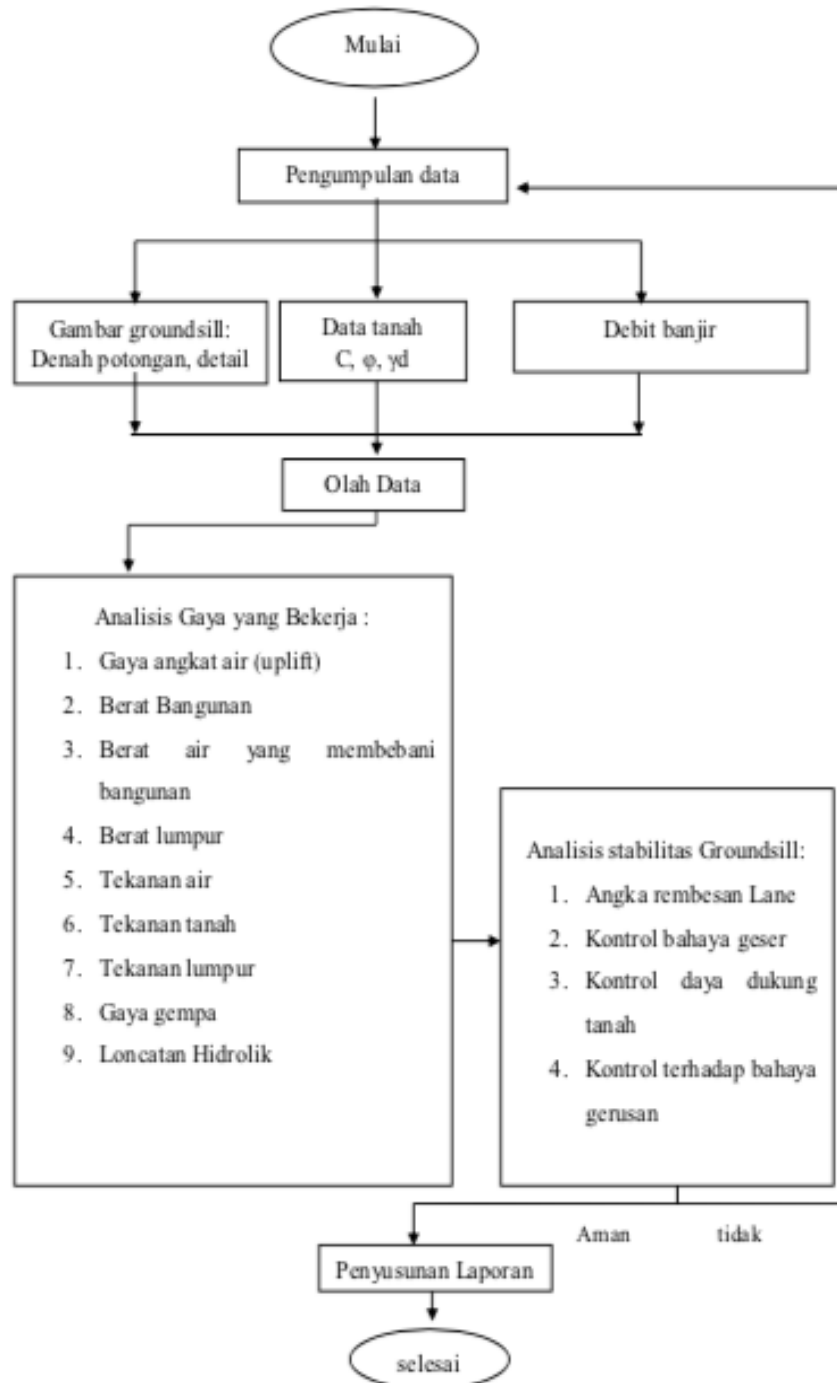 Mulai
Pengumpulan data
Gambar groundsill:
Denah potongan, detail
Data tanah
C, φ, γd
Debit banjir
Olah Data
Analisis Gaya yang Bekerja :
1. Gaya angkat air (uplift)
2. Berat Bangunan
3. Berat air yang membebani
bangunan
4. Berat lumpur
5. Tekanan air
6. Tekanan tanah
7. Tekanan lumpur
8. Gaya gempa
9. Loncatan Hidrolik
Analisis stabilitas Groundsill:
1. Angka rembesan Lane
2. Kontrol bahaya geser
3. Kontrol daya dukung
tanah
4. Kontrol terhadap bahaya
gerusan
Aman tidak
Penyusunan Laporan
selesai